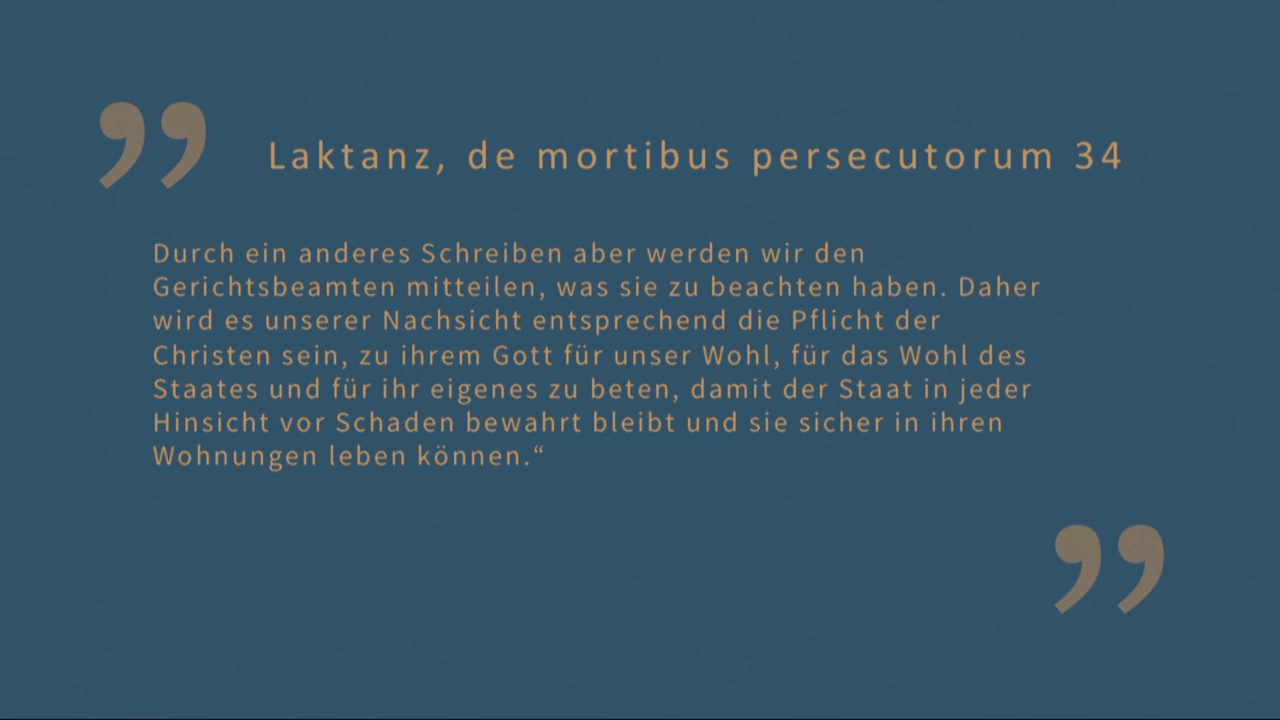 ”
Laktanz, de mortibus persecutorum 34
Durch ein anderes Schreiben aber werden wir den
Gerichtsbeamten mitteilen, was sie zu beachten haben. Daher
wird es unserer Nachsicht entsprechend die Pflicht der
Christen sein, zu ihrem Gott für unser Wohl, für das Wohl des
Staates und für ihr eigenes zu beten, damit der Staat in jeder
Hinsicht vor Schaden bewahrt bleibt und sie sicher in ihren
Wohnungen leben können.“
”